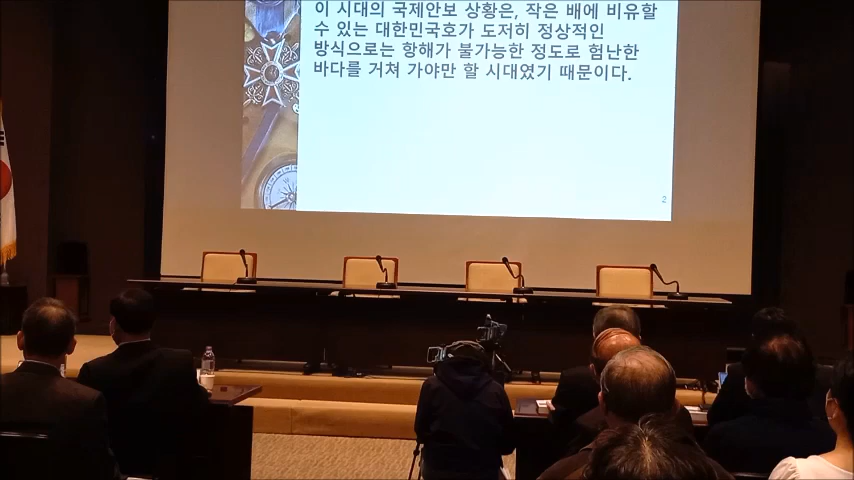 이 시대의 국제안보 상황은, 작은 배에 비유할
수 있는 대한민국호가 도저히 정상적인
방식으로는 항해가 불가능한 정도로 험난한
바다를 거쳐 가야만 할 시대였기 때문이다.
2